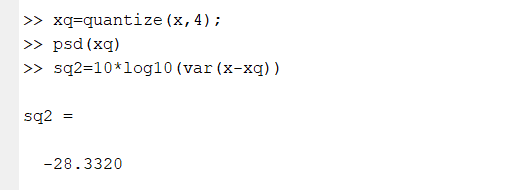 >> xq=quantize(x,4);
>> psd(xq)
>> sq2=10*log10(var(x-xq))
sq2 =
-28.3320